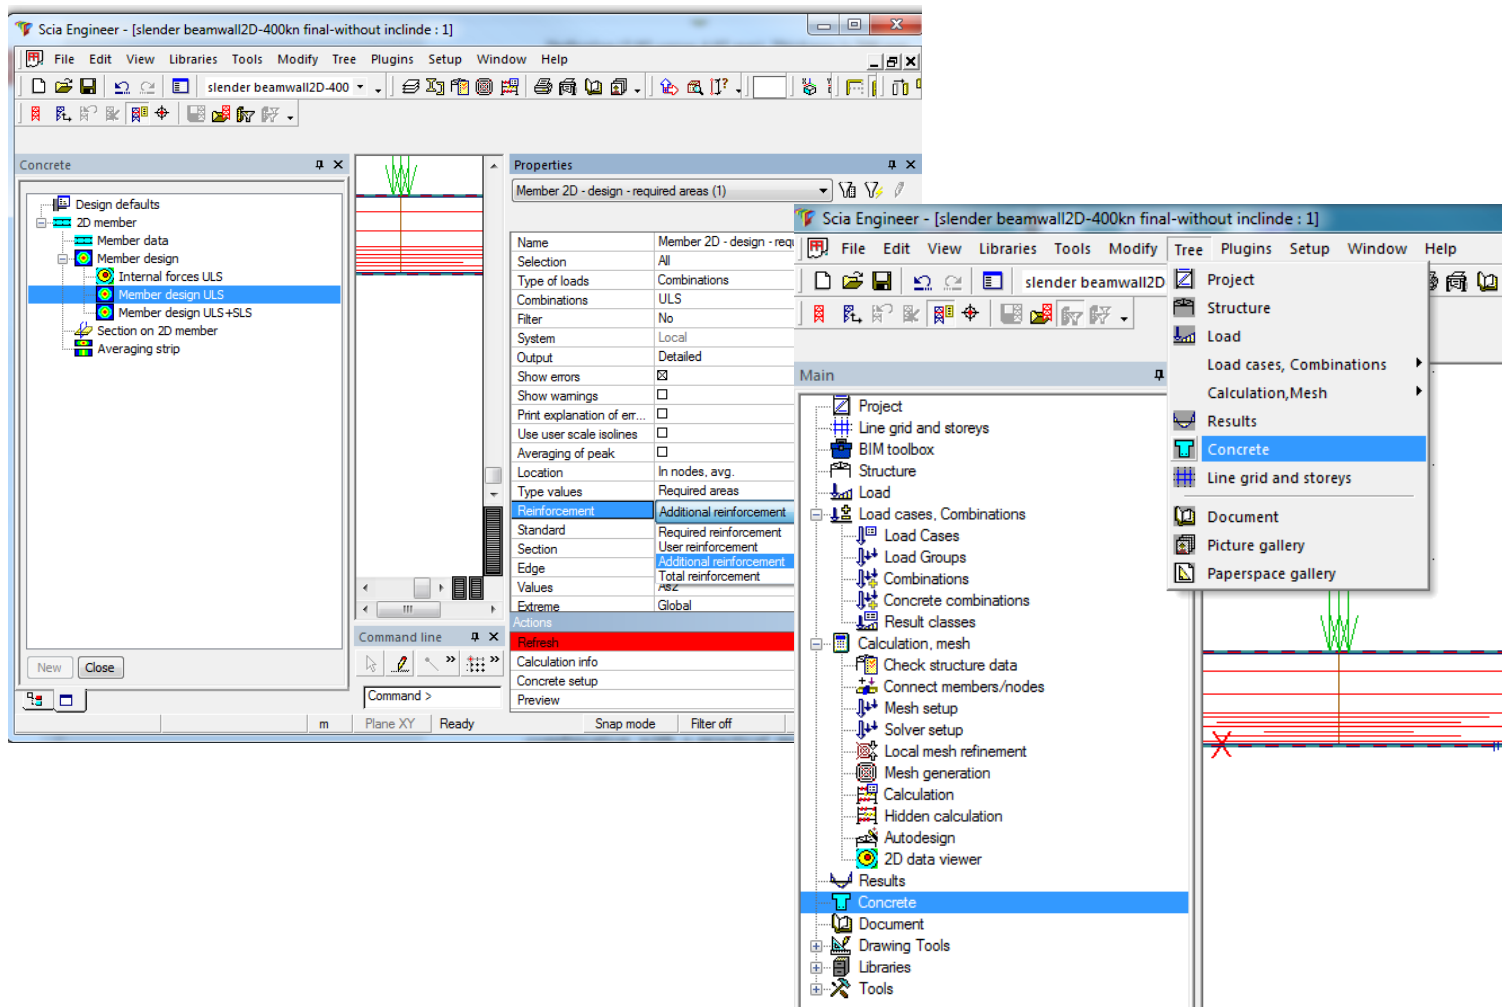 Scia Engineer - [slender beamwall2D-400kn final-without inclinde : 1]
File Edit View Libraries Tools Modify Tree Plugins Setup Window Help
slender beamwall2D-400
Concrete
Design defaults
2D member
Member data
Member design
Internal forces ULS
Member design ULS
Member design ULS+SLS
Section on 2D member
Averaging strip
New Close
Command line
Command >
m Plane XY Ready Snap mode Filter off
Properties
Member 2D - design - required areas (1)
Name Member 2D - design - requ
Selection All
Type of loads Combinations
Combinations ULS
Filter No
System Local
Output Detailed
Show errors
Show warnings
Print explanation of err...
Use user scale isolines
Averaging of peak
Location In nodes, avg.
Type values Required areas
Reinforcement Additional reinforcement
Standard Required reinforcement
Section User reinforcement
Edge Additional reinforcement
Total reinforcement
Values As2
Extreme Global
Actions
Refresh
Calculation info
Concrete setup
Preview
Scia Engineer - [slender beamwall2D-400kn final-without inclinde : 1]
File Edit View Libraries Tools Modify Tree Plugins Setup Window Help
slender beamwall2D
Main
Project
Line grid and storeys
BIM toolbox
Structure
Load
Load cases, Combinations
Load Cases
Load Groups
Combinations
Concrete combinations
Result classes
Calculation, mesh
Check structure data
Connect members/nodes
Mesh setup
Solver setup
Local mesh refinement
Mesh generation
Calculation
Hidden calculation
Autodesign
2D data viewer
Results
Concrete
Document
Drawing Tools
Libraries
Tools
Project
Structure
Load
Load cases, Combinations
Calculation,Mesh
Results
Concrete
Line grid and storeys
Document
Picture gallery
Paperspace gallery